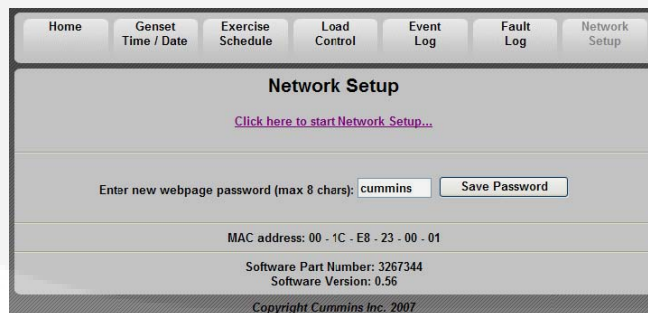 Home Genset Time / Date Exercise Schedule Load Control Event Log Fault Log Network Setup
Network Setup
Click here to start Network Setup...
Enter new webpage password (max 8 chars): cummins Save Password
MAC address: 00 - 1C - E8 - 23 - 00 - 01
Software Part Number: 3267344
Software Version: 0.56
Copyright Cummins Inc. 2007